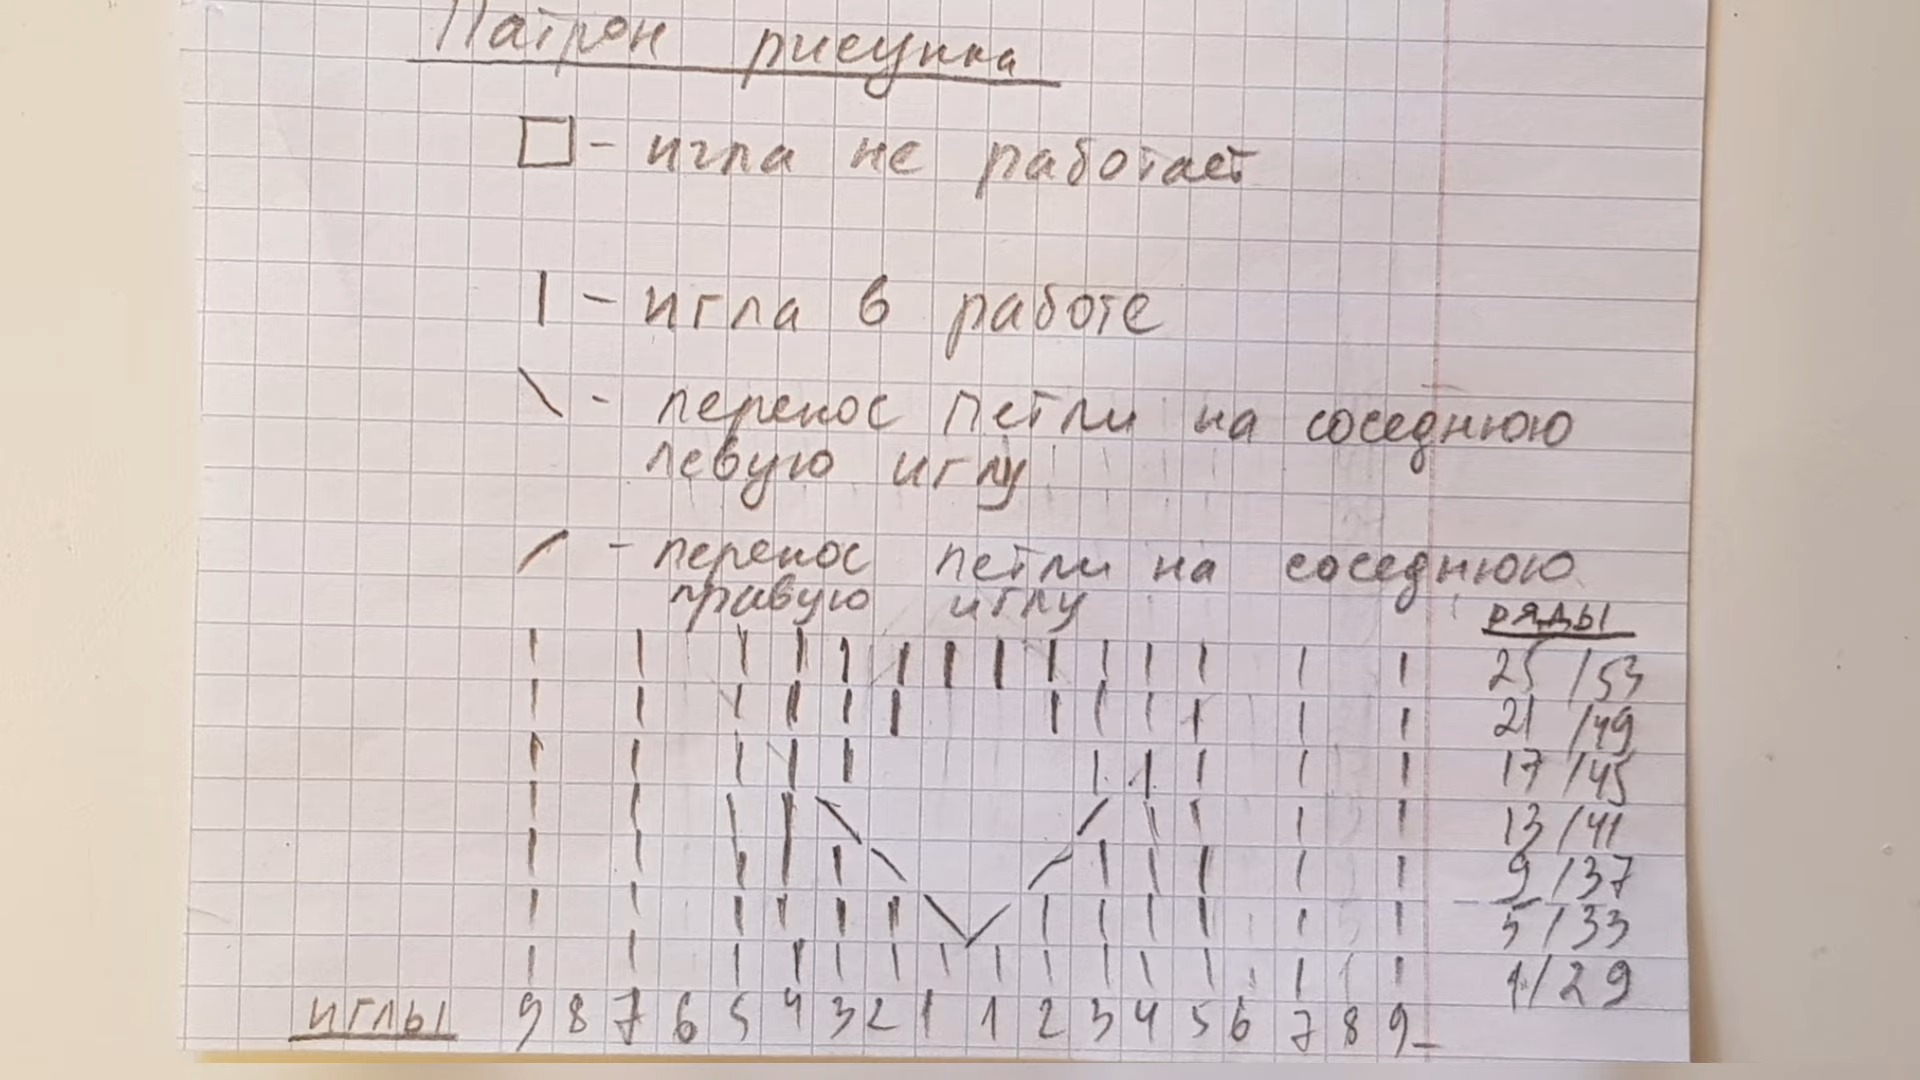 Патрон рисунка
□ - игла не работает
| - игла в работе
\ - перенос петли на соседнюю
левую иглу
/ - перенос петли на соседнюю
правую иглу
ряды
25/53
21/49
17/45
13/41
9/37
5/33
1/29
иглы 9 8 7 6 5 4 3 2 1 1 2 3 4 5 6 7 8 9